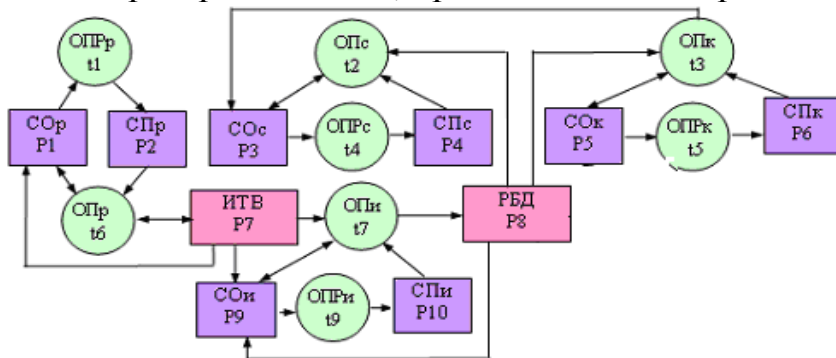 ОПРр
t1
ОПс
t2
ОПк
t3
СОр
P1
СПр
P2
СОс
P3
ОПРс
t4
СПс
P4
СОк
P5
ОПРк
t5
СПк
P6
ОПр
t6
ИТВ
P7
ОПи
t7
РБД
P8
СОи
P9
ОПРи
t9
СПи
P10